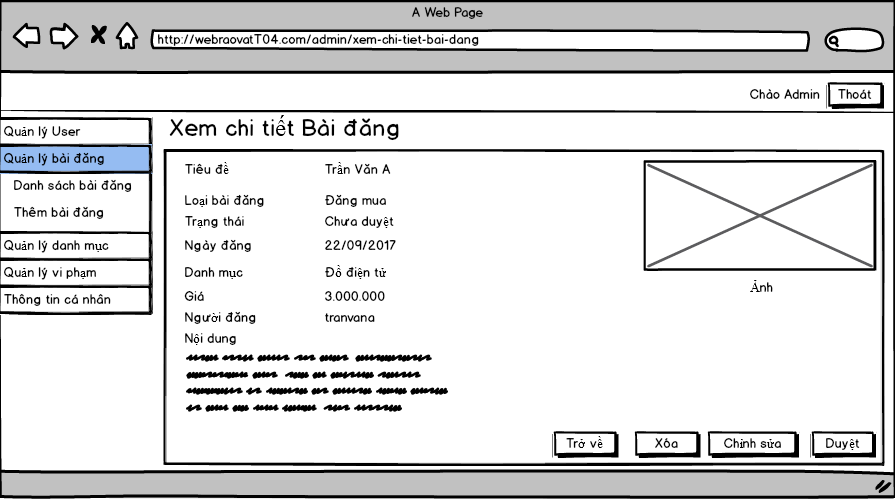 A Web Page
http://webraovatT04.com/admin/xem-chi-tiet-bai-dang
Chào Admin Thoát
Quản lý User
Quản lý bài đăng
Danh sách bài đăng
Thêm bài đăng
Quản lý danh mục
Quản lý vi phạm
Thông tin cá nhân
Xem chi tiết Bài đăng
Tiêu đề Trần Văn A
Loại bài đăng Đăng mua
Trạng thái Chưa duyệt
Ngày đăng 22/09/2017
Danh mục Đồ điện tử
Giá 3.000.000
Người đăng tranvana
Nội dung
Ảnh
Trở về Xóa Chỉnh sửa Duyệt